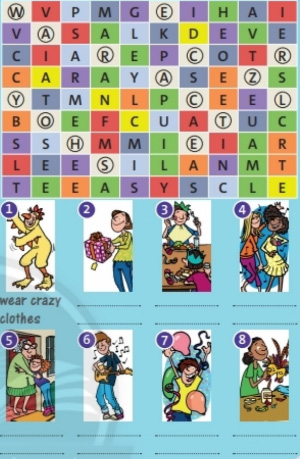 W V P M G E I H A I
V A S A L K D E V E
C I A R E P C O T R
C A R A Y A S E Z S
Y T M N L P C E E L
B O E F C U A T U C
S S H M M I E I A R
L E E S I L A N M T
T E E A S Y S C L E
1 2 3 4
wear crazy
clothes
5 6 7 8